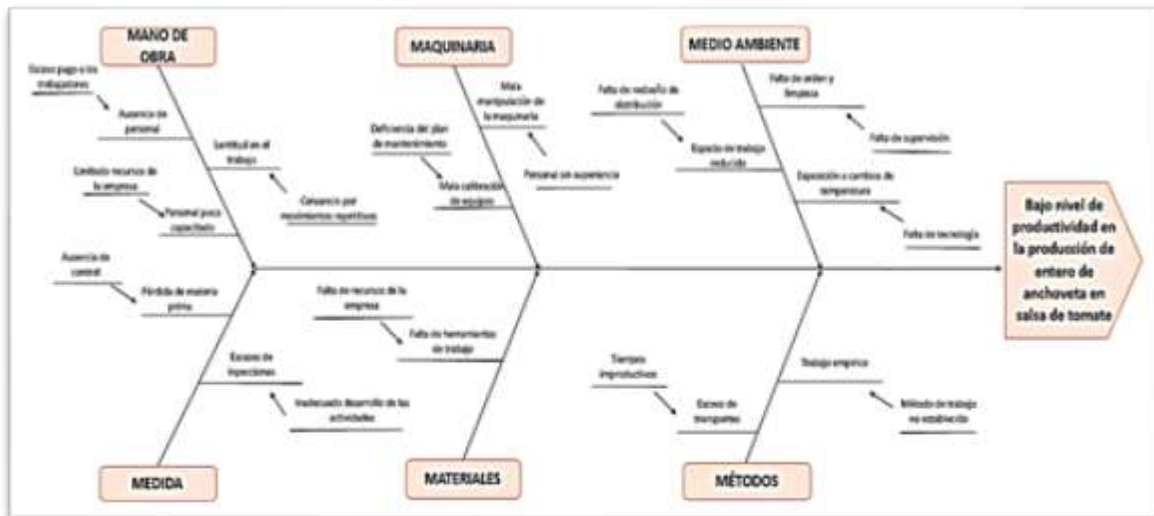 MANO DE
OBRA
MAQUINARIA
MEDIO AMBIENTE
Escaso pago a los
trabajadores
Ausencia de
personal
Lentitud en el
trabajo
Limitado recursos de
la empresa
Cansancio por
movimientos repetitivos
Personal poco
capacitado
Mala
manipulación de
la maquinaria
Deficiencia del plan
de mantenimiento
Personal sin experiencia
Mala calibración
de equipos
Falta de rediseño de
distribución
Falta de orden y
limpieza
Falta de supervisión
Espacio de trabajo
reducido
Exposición a cambios de
temperatura
Falta de tecnología
Bajo nivel de
productividad en
la producción de
entero de
anchoveta en
salsa de tomate
Ausencia de
control
Pérdida de materia
prima
Escasez de
inspecciones
Inadecuado desarrollo de las
actividades
Falta de recursos de la
empresa
Falta de herramientas
de trabajo
Tiempos
improductivos
Exceso de
transportes
Trabajo empírico
Método de trabajo
no establecido
MEDIDA
MATERIALES
MÉTODOS